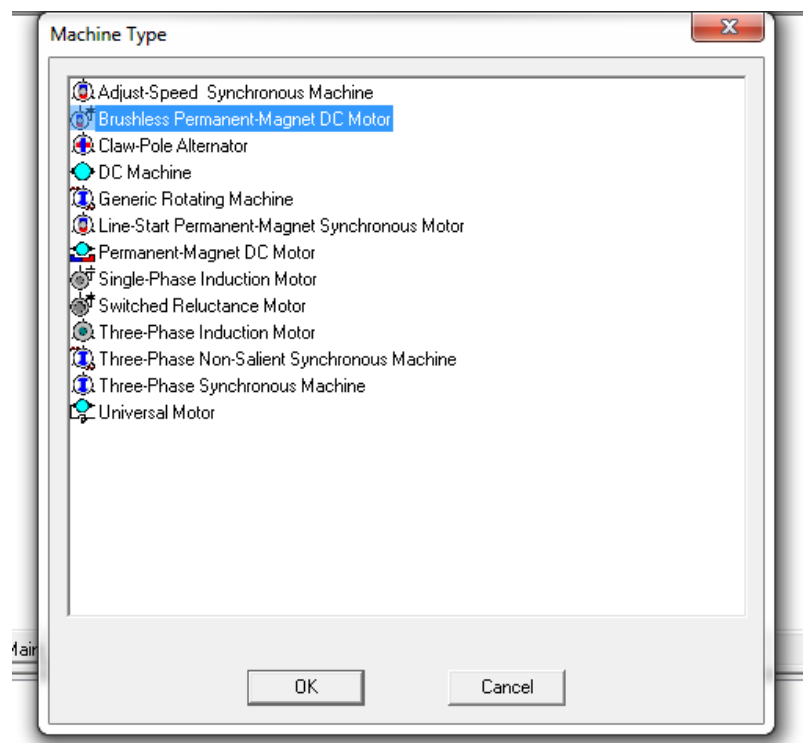 Machine Type
Adjust-Speed  Synchronous Machine
Brushless Permanent-Magnet DC Motor
Claw-Pole Alternator
DC Machine
Generic Rotating Machine
Line-Start Permanent-Magnet Synchronous Motor
Permanent-Magnet DC Motor
Single-Phase Induction Motor
Switched Reluctance Motor
Three-Phase Induction Motor
Three-Phase Non-Salient Synchronous Machine
Three-Phase Synchronous Machine
Universal Motor
OK Cancel